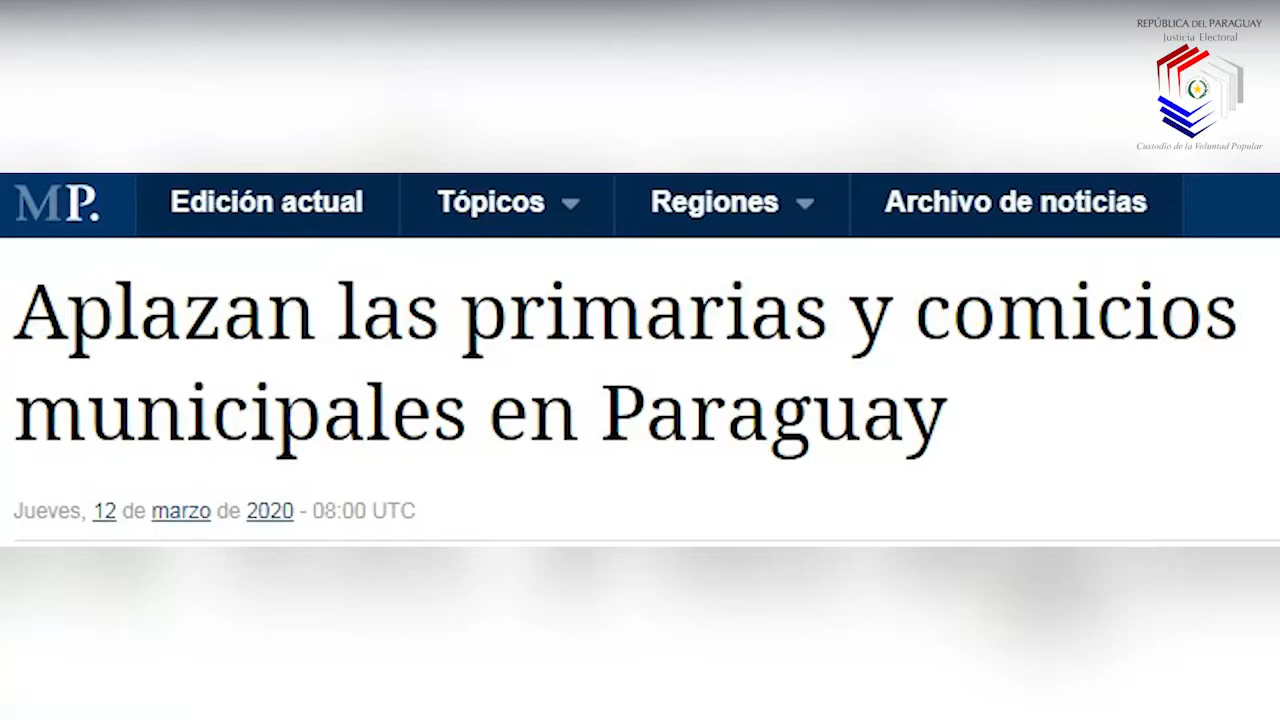 REPÚBLICA DEL PARAGUAY
Justicia Electoral
Custodio de la Voluntad Popular
MP.
Edición actual
Tópicos
Regiones
Archivo de noticias
Aplazan las primarias y comicios
municipales en Paraguay
Jueves, 12 de marzo de 2020 - 08:00 UTC